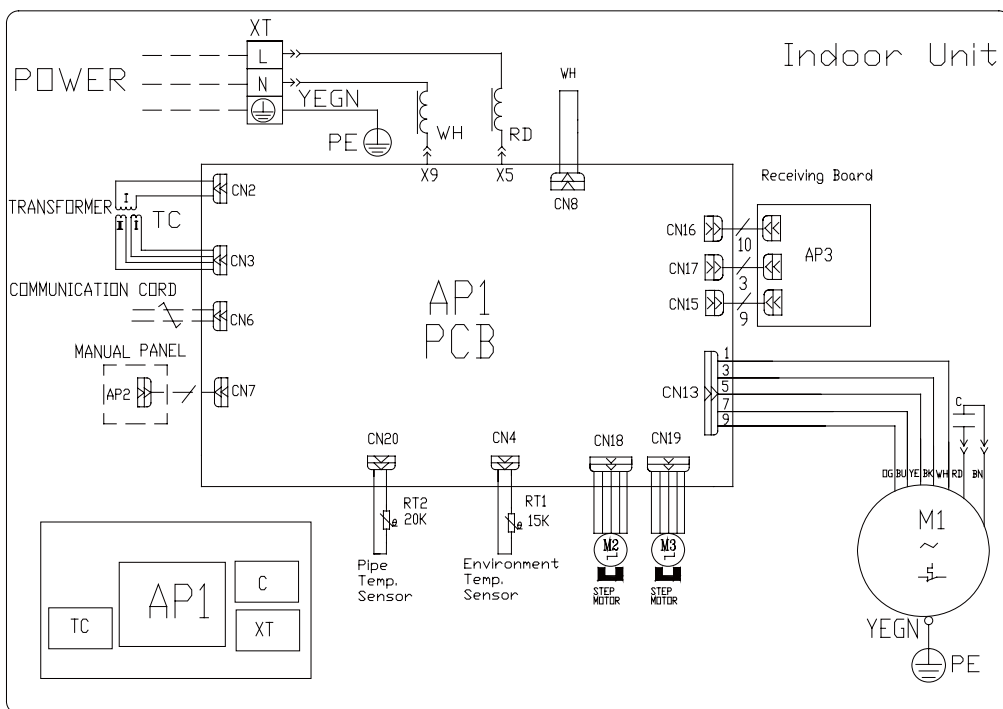 Indoor Unit
XT
L
N
POWER
YEGN
PE
WH
RD
X9
X5
WH
CN8
Receiving Board
TRANSFORMER
I
II
I
TC
CN2
CN3
COMMUNICATION CORD
CN6
MANUAL PANEL
AP2
CN7
AP1
PCB
CN16
10
CN17
3
CN15
9
AP3
CN13
1
3
5
7
9
C
OG BU YE BK WH RD BN
M1
~
YEGN
PE
CN20
CN4
CN18
CN19
RT2
20K
RT1
15K
Pipe
Temp.
Sensor
Environment
Temp.
Sensor
M2
M3
STEP
MOTOR
STEP
MOTOR
TC
AP1
C
XT